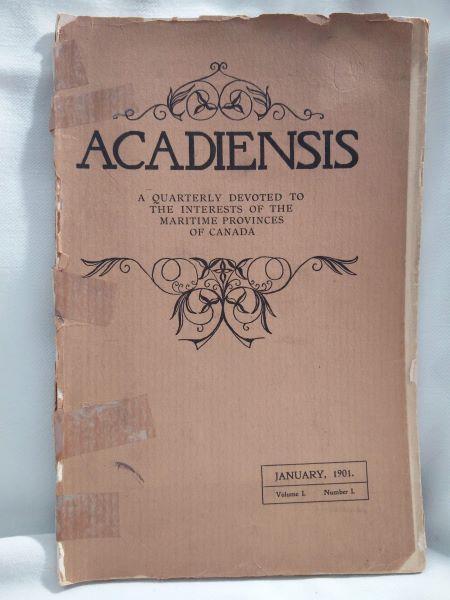 ACADIENSIS
A QUARTERLY DEVOTED TO
THE INTERESTS OF THE
MARITIME PROVINCES
OF CANADA
JANUARY, 1901.
Volume I. Number I.